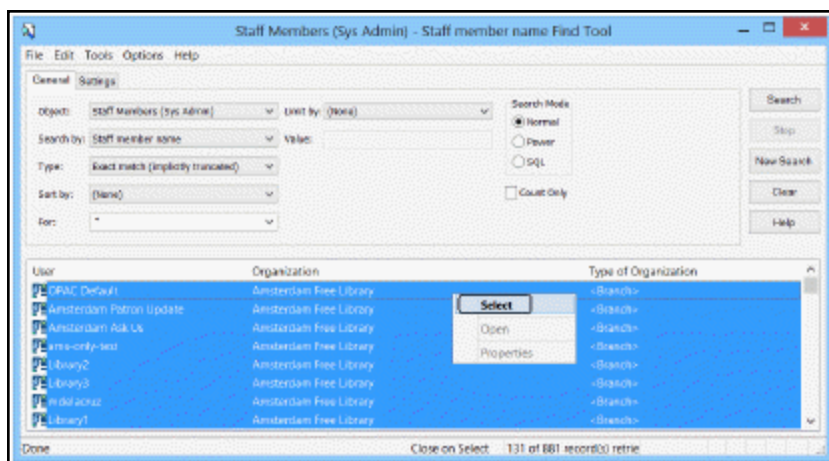 Staff Members (Sys Admin) - Staff member name Find Tool
File Edit Tools Options Help
General Settings
Object: Staff Members (Sys Admin) Limit by: (None) Search Mode Search
Normal
Search by: Staff member name Value: Power Stop
Type: Exact match (implicitly truncated) SQL New Search
Sort by: (None) Count Only Clear
For: * Help
User Organization Type of Organization
OPAC Default Amsterdam Free Library <Branch>
Amsterdam Patron Update Amsterdam Free Library <Branch>
Amsterdam Ask Us Amsterdam Free Library <Branch>
ams-only-test Amsterdam Free Library <Branch>
Library2 Amsterdam Free Library <Branch>
Library3 Amsterdam Free Library <Branch>
mdelacruz Amsterdam Free Library <Branch>
Library1 Amsterdam Free Library <Branch>
Select
Open
Properties
Done Close on Select 131 of 881 record(s) retrie